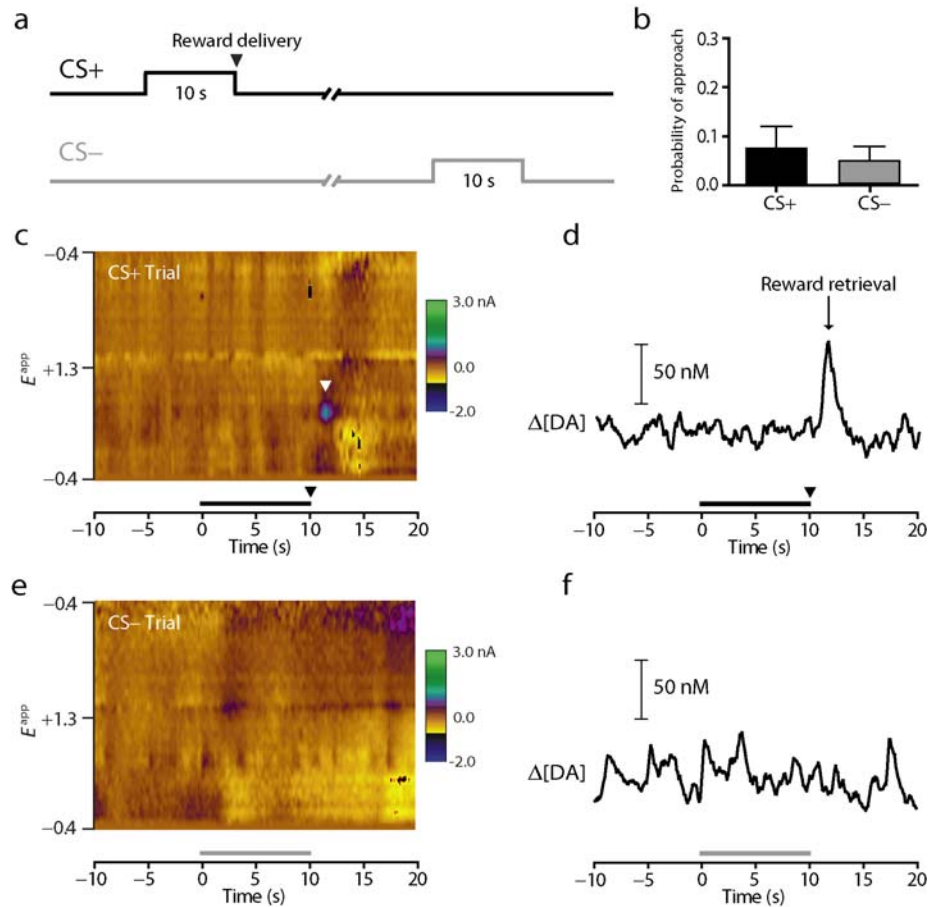 a
Reward delivery
CS+
10 s
CS−
10 s
b
Probability of approach
0.3
0.2
0.1
0.0
CS+
CS−
c
−0.4
CS+ Trial
3.0 nA
0.0
−2.0
E^app
+1.3
−0.4
−10 −5 0 5 10 15 20
Time (s)
d
Reward retrieval
50 nM
Δ[DA]
−10 −5 0 5 10 15 20
Time (s)
e
−0.4
CS− Trial
3.0 nA
0.0
−2.0
E^app
+1.3
−0.4
−10 −5 0 5 10 15 20
Time (s)
f
50 nM
Δ[DA]
−10 −5 0 5 10 15 20
Time (s)